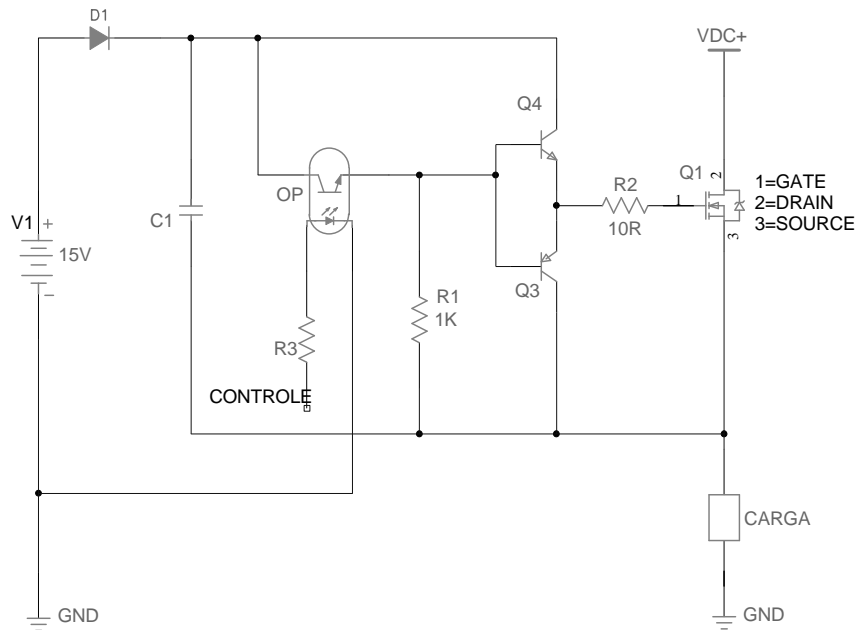 D1
VDC+
Q4
Q1
2
OP
R2
1
1=GATE
2=DRAIN
3=SOURCE
C1
V1
+
15V
10R
3
Q3
R1
1K
R3
CONTROLE
CARGA
GND
GND